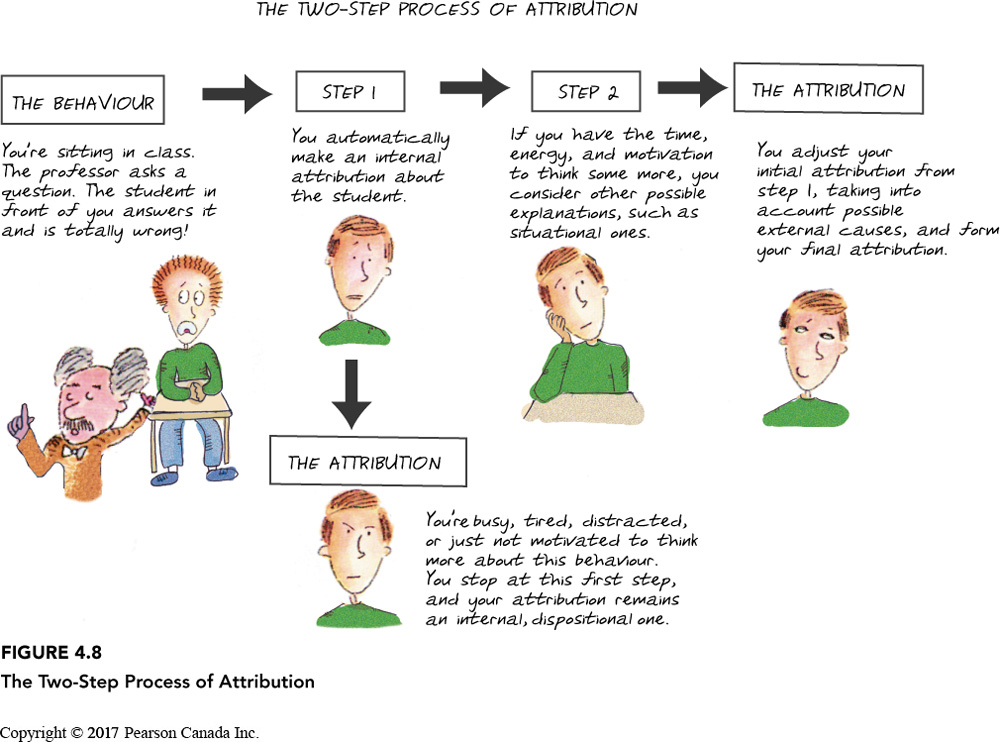 THE TWO-STEP PROCESS OF ATTRIBUTION
THE BEHAVIOUR
You're sitting in class.
The professor asks a
question. The student in
front of you answers it
and is totally wrong!
STEP 1
You automatically
make an internal
attribution about
the student.
STEP 2
If you have the time,
energy, and motivation
to think some more, you
consider other possible
explanations, such as
situational ones.
THE ATTRIBUTION
You adjust your
initial attribution from
step 1, taking into
account possible
external causes, and form
your final attribution.
THE ATTRIBUTION
You're busy, tired, distracted,
or just not motivated to think
more about this behaviour.
You stop at this first step,
and your attribution remains
an internal, dispositional one.
FIGURE 4.8
The Two-Step Process of Attribution
Copyright © 2017 Pearson Canada Inc.